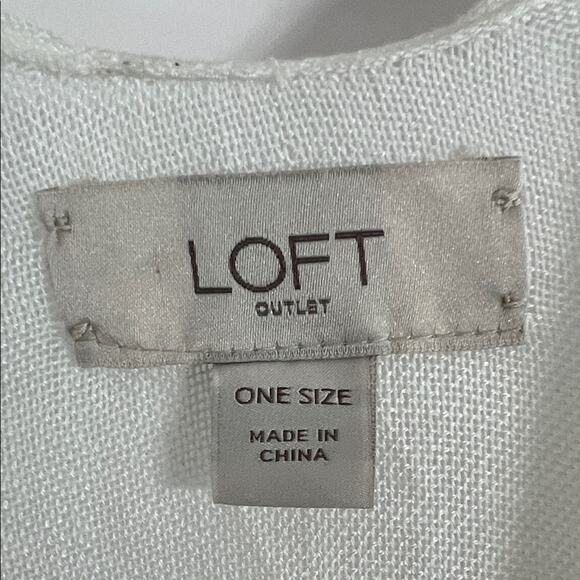 LOFT
OUTLET
ONE SIZE
MADE IN
CHINA